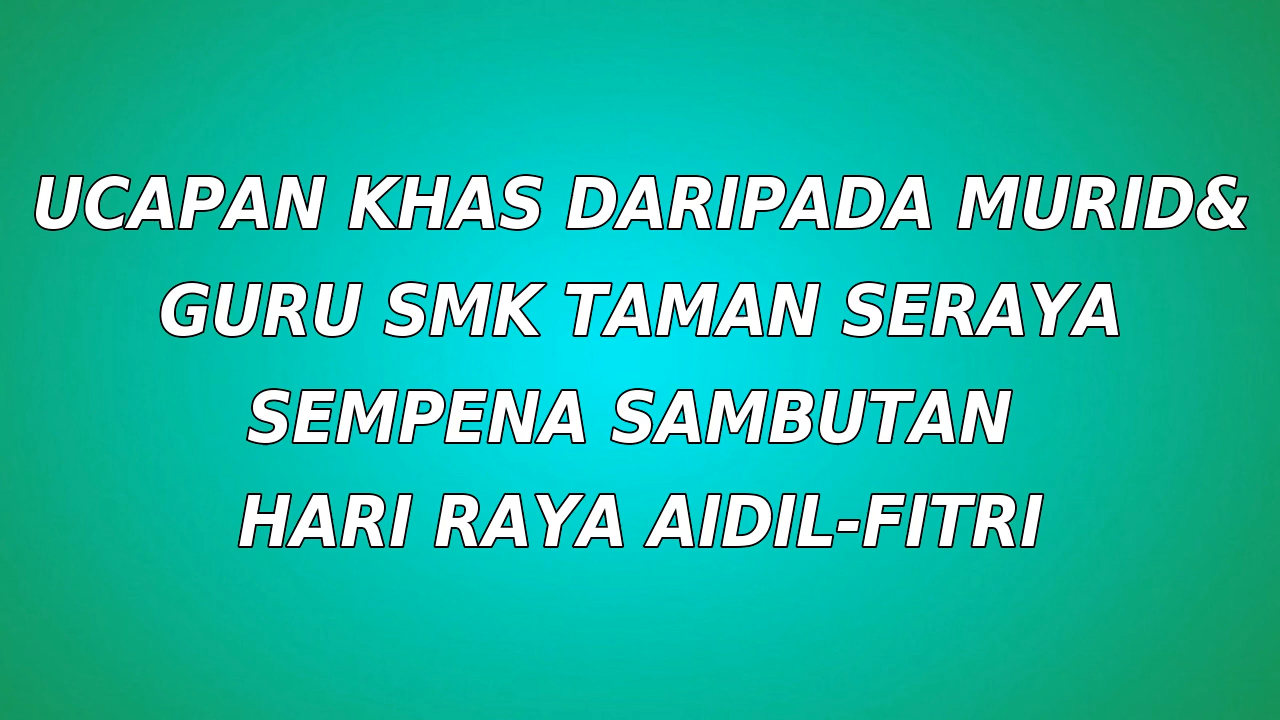 UCAPAN KHAS DARIPADA MURID&
GURU SMK TAMAN SERAYA
SEMPENA SAMBUTAN
HARI RAYA AIDIL-FITRI